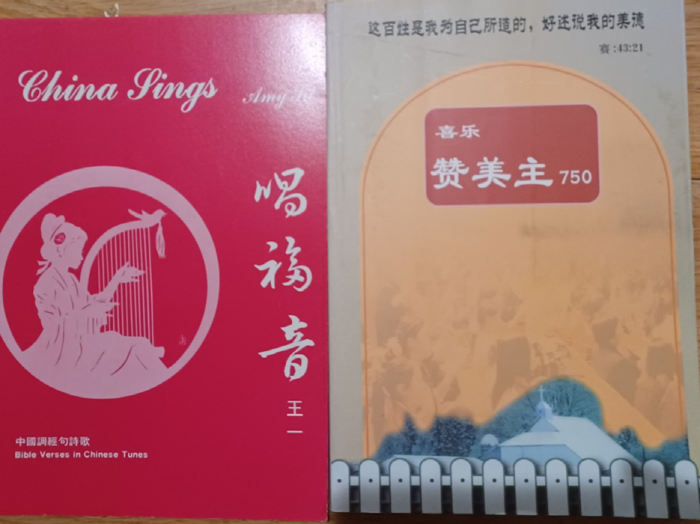 China Sings
Amy
唱福音
王一
中國調經句詩歌
Bible Verses in Chinese Tunes
这百姓是我为自己所造的，好述说我的美德
赛：43:21
喜乐
赞美主 750